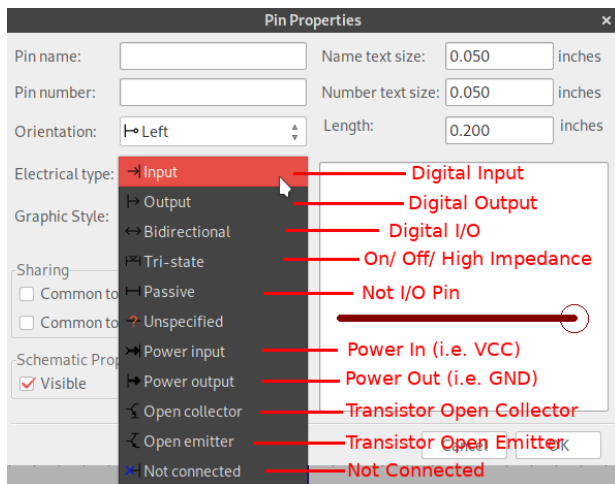 Pin Properties
Pin name:
Name text size: 0.050 inches
Pin number:
Number text size: 0.050 inches
Orientation: Left
Length: 0.200 inches
Electrical type: Input Digital Input
Output Digital Output
Graphic Style: Bidirectional Digital I/O
Tri-state On/ Off/ High Impedance
Sharing
Common to Passive Not I/O Pin
Common to Unspecified
Power input Power In (i.e. VCC)
Schematic Prop
Visible Power output Power Out (i.e. GND)
Open collector Transistor Open Collector
Open emitter Transistor Open Emitter
Cancel OK
Not connected Not Connected